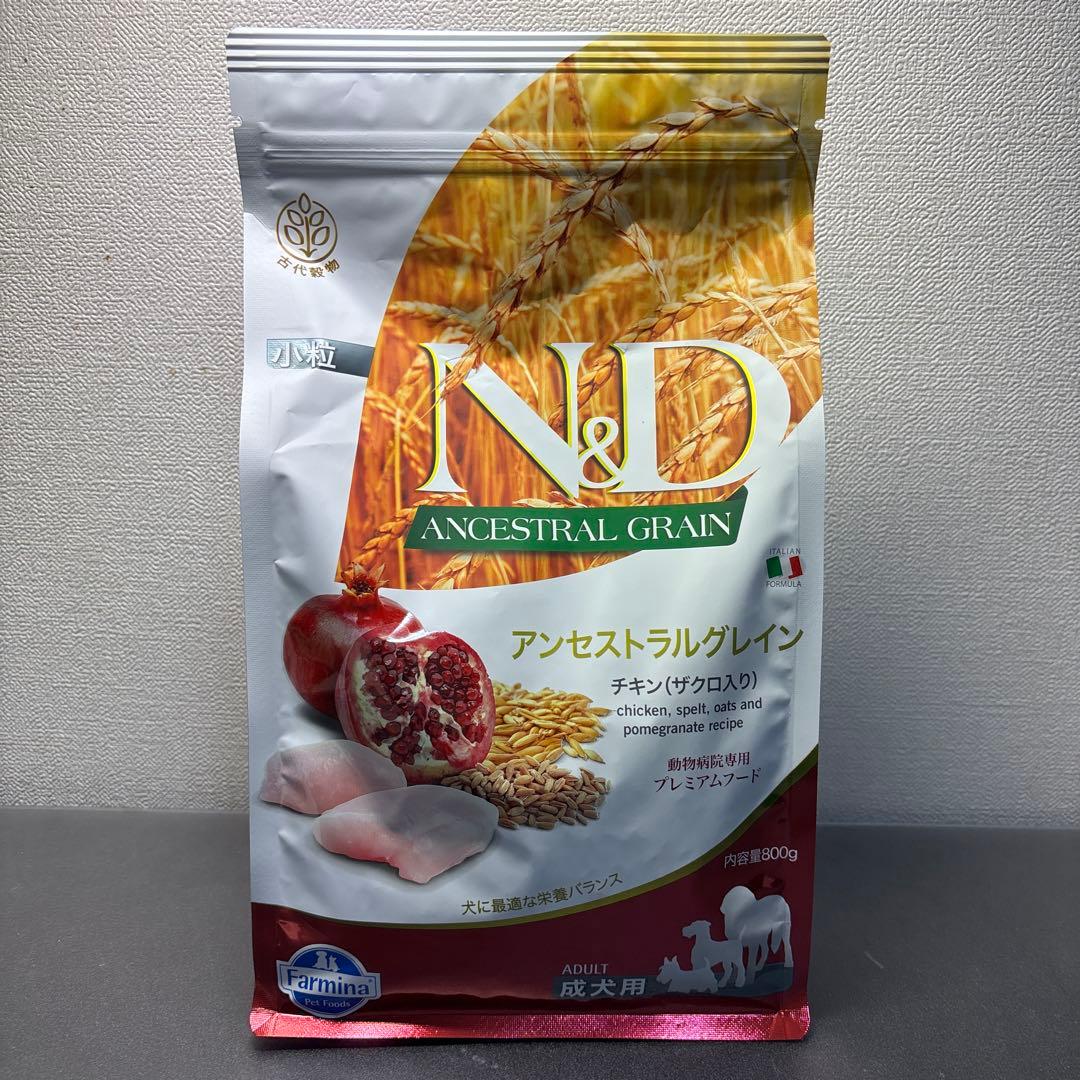 古代穀物
小粒
N&D
ANCESTRAL GRAIN
ITALIAN
FORMULA
アンセストラルグレイン
チキン(ザクロ入り)
chicken, spelt, oats and
pomegranate recipe
動物病院専用
プレミアムフード
内容量800g
犬に最適な栄養バランス
Farmina
Pet Foods
ADULT
成犬用